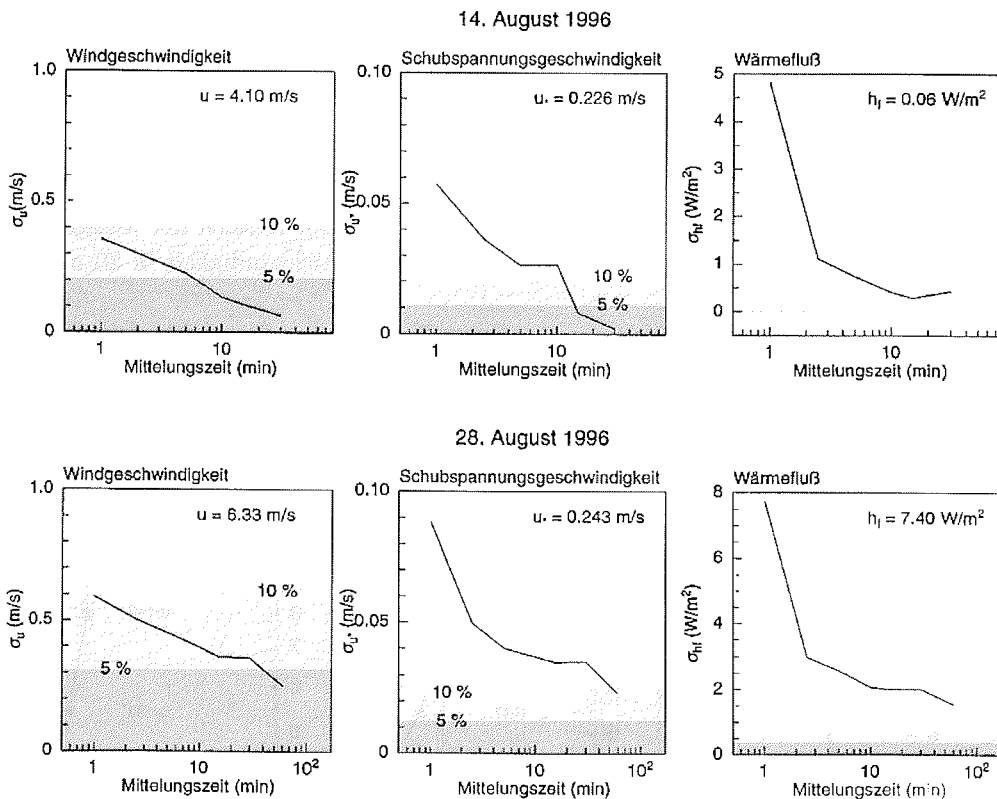 14. August 1996
Windgeschwindigkeit
1.0
0.5
0
σu(m/s)
u = 4.10 m/s
10 %
5 %
1
10
Mittelungszeit (min)
Schubspannungsgeschwindigkeit
0.10
0.05
0
σu* (m/s)
u* = 0.226 m/s
10 %
5 %
1
10
Mittelungszeit (min)
Wärmefluß
5
4
3
2
1
0
σhf (W/m²)
hf = 0.06 W/m²
1
10
Mittelungszeit (min)
28. August 1996
Windgeschwindigkeit
1.0
0.5
0
σu (m/s)
u = 6.33 m/s
10 %
5 %
1
10
10²
Mittelungszeit (min)
Schubspannungsgeschwindigkeit
0.10
0.05
0
σu* (m/s)
u* = 0.243 m/s
10 %
5 %
1
10
10²
Mittelungszeit (min)
Wärmefluß
8
6
4
2
0
σhf (W/m²)
hf = 7.40 W/m²
1
10
10²
Mittelungszeit (min)